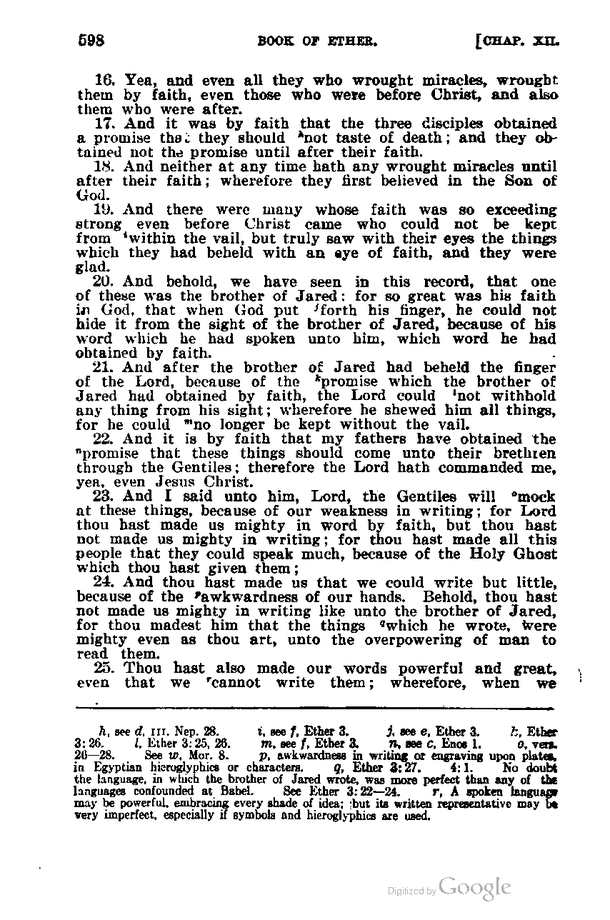 598 BOOK OF ETHER. [CHAP. XII.
16. Yea, and even all they who wrought miracles, wrought
them by faith, even those who were before Christ, and also
them who were after.
17. And it was by faith that the three disciples obtained
a promise that they should ʰnot taste of death; and they ob-
tained not the promise until after their faith.
18. And neither at any time hath any wrought miracles until
after their faith; wherefore they first believed in the Son of
God.
19. And there were many whose faith was so exceeding
strong even before Christ came who could not be kept
from ⁱwithin the vail, but truly saw with their eyes the things
which they had beheld with an eye of faith, and they were
glad.
20. And behold, we have seen in this record, that one
of these was the brother of Jared: for so great was his faith
in God, that when God put ʲforth his finger, he could not
hide it from the sight of the brother of Jared, because of his
word which he had spoken unto him, which word he had
obtained by faith.
21. And after the brother of Jared had beheld the finger
of the Lord, because of the ᵏpromise which the brother of
Jared had obtained by faith, the Lord could ˡnot withhold
any thing from his sight; wherefore he shewed him all things,
for he could ᵐno longer be kept without the vail.
22. And it is by faith that my fathers have obtained the
ⁿpromise that these things should come unto their brethren
through the Gentiles; therefore the Lord hath commanded me,
yea, even Jesus Christ.
23. And I said unto him, Lord, the Gentiles will ᵒmock
at these things, because of our weakness in writing; for Lord
thou hast made us mighty in word by faith, but thou hast
not made us mighty in writing; for thou hast made all this
people that they could speak much, because of the Holy Ghost
which thou hast given them;
24. And thou hast made us that we could write but little,
because of the ᵖawkwardness of our hands. Behold, thou hast
not made us mighty in writing like unto the brother of Jared,
for thou madest him that the things ᑫwhich he wrote, were
mighty even as thou art, unto the overpowering of man to
read them.
25. Thou hast also made our words powerful and great,
even that we ʳcannot write them; wherefore, when we
h, see d, III. Nep. 28. i, see f, Ether 3. j, see e, Ether 3. k, Ether
3:26. l, Ether 3:25, 26. m, see f, Ether 3. n, see c, Enos 1. o, vers.
26—28. See w, Mor. 8. p, awkwardness in writing or engraving upon plates,
in Egyptian hieroglyphics or characters. q, Ether 3:27. 4:1. No doubt
the language, in which the brother of Jared wrote, was more perfect than any of the
languages confounded at Babel. See Ether 3:22—24. r, A spoken language
may be powerful, embracing every shade of idea; but its written representative may be
very imperfect, especially if symbols and hieroglyphics are used.
Digitized by Google